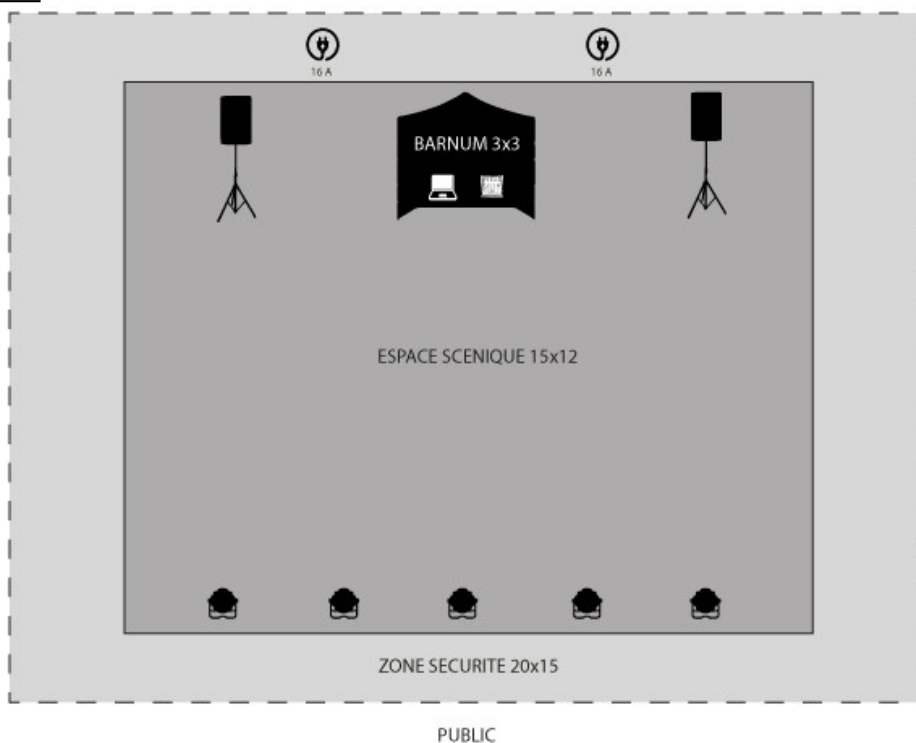 16 A
16 A
BARNUM 3x3
ESPACE SCENIQUE 15x12
ZONE SECURITE 20x15
PUBLIC